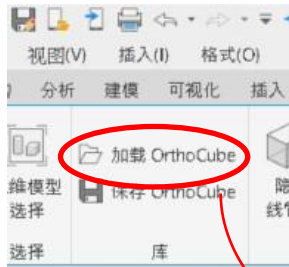 视图(V) 插入(I) 格式(O)
分析 建模 可视化 插入
加载 OrthoCube
保存 OrthoCube
维模型
选择
隐
线管
选择 库